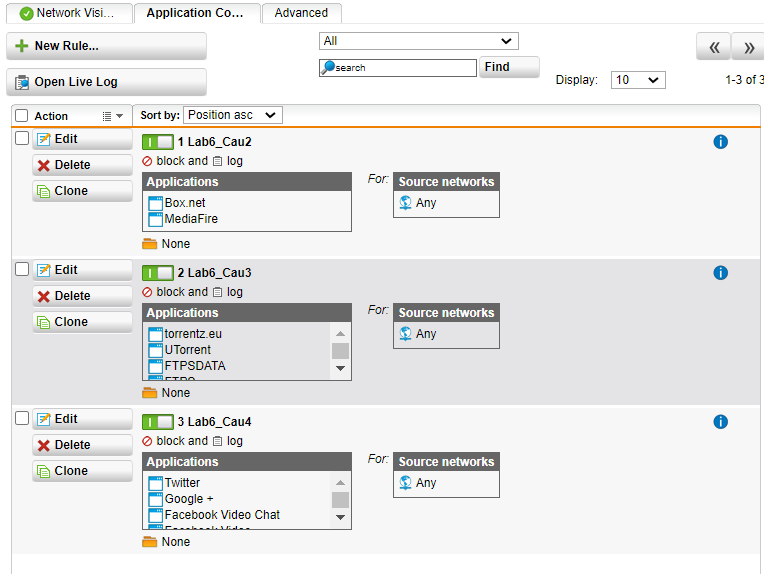 Network Visi...
Application Co...
Advanced
New Rule...
All
search
Find
Open Live Log
Display:
10
1-3 of 3
Action
Sort by:
Position asc
Edit
Delete
Clone
1 Lab6_Cau2
block and log
Applications
Box.net
MediaFire
None
For:
Source networks
Any
Edit
Delete
Clone
2 Lab6_Cau3
block and log
Applications
torrentz.eu
UTorrent
FTPSDATA
None
For:
Source networks
Any
Edit
Delete
Clone
3 Lab6_Cau4
block and log
Applications
Twitter
Google +
Facebook Video Chat
Facebook Video
None
For:
Source networks
Any